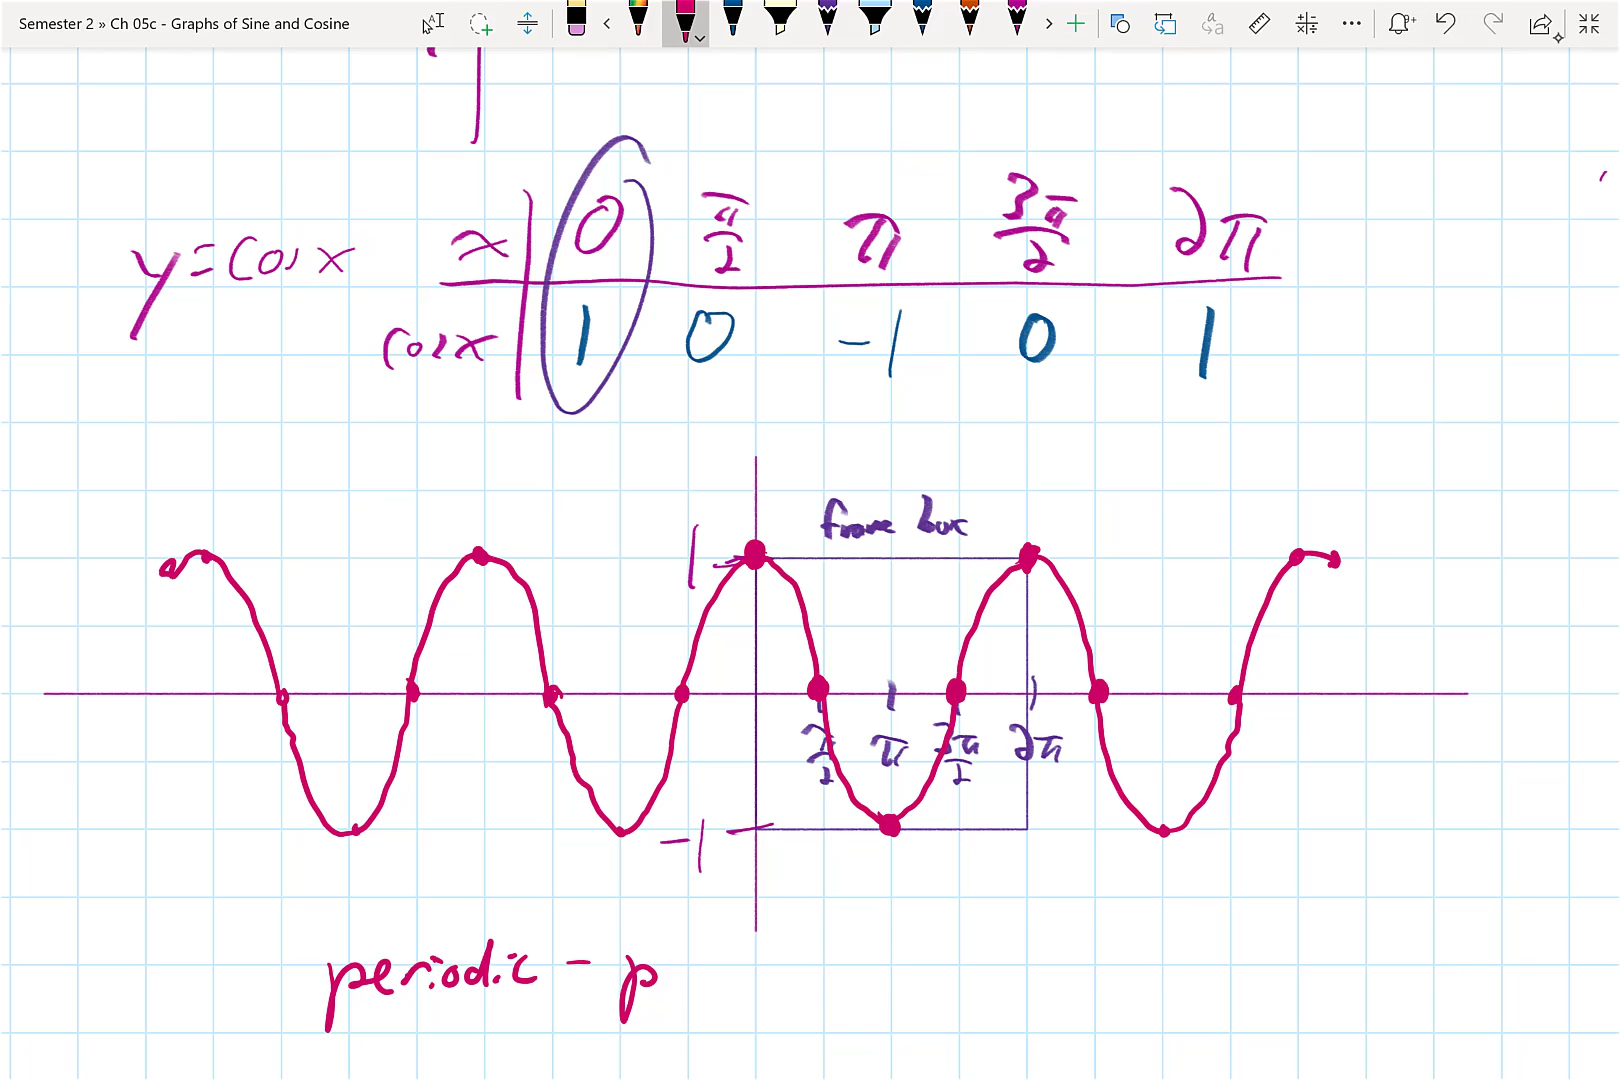 Semester 2 » Ch 05c - Graphs of Sine and Cosine
y = cos x
x 0 π/2 π 3π/2 2π
cos x 1 0 -1 0 1
frame box
1
π/2 π 3π/2 2π
-1
periodic - p